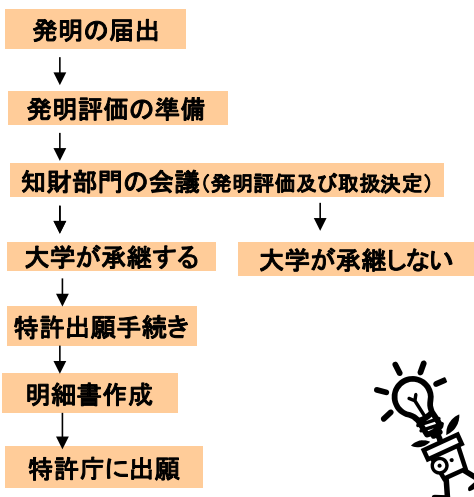 発明の届出
発明評価の準備
知財部門の会議(発明評価及び取扱決定)
大学が承継する
大学が承継しない
特許出願手続き
明細書作成
特許庁に出願